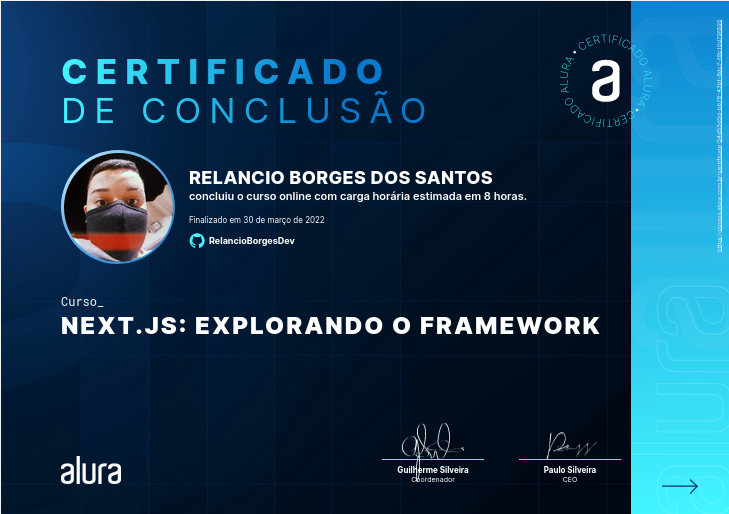 CERTIFICADO
DE CONCLUSÃO
CERTIFICADO ALURA • CERTIFICADO ALURA •
a
RELANCIO BORGES DOS SANTOS
concluiu o curso online com carga horária estimada em 8 horas.
Finalizado em 30 de março de 2022
RelancioBorgesDev
Curso_
NEXT.JS: EXPLORANDO O FRAMEWORK
alura
Guilherme Silveira
Coordenador
Paulo Silveira
CEO
alura
alura